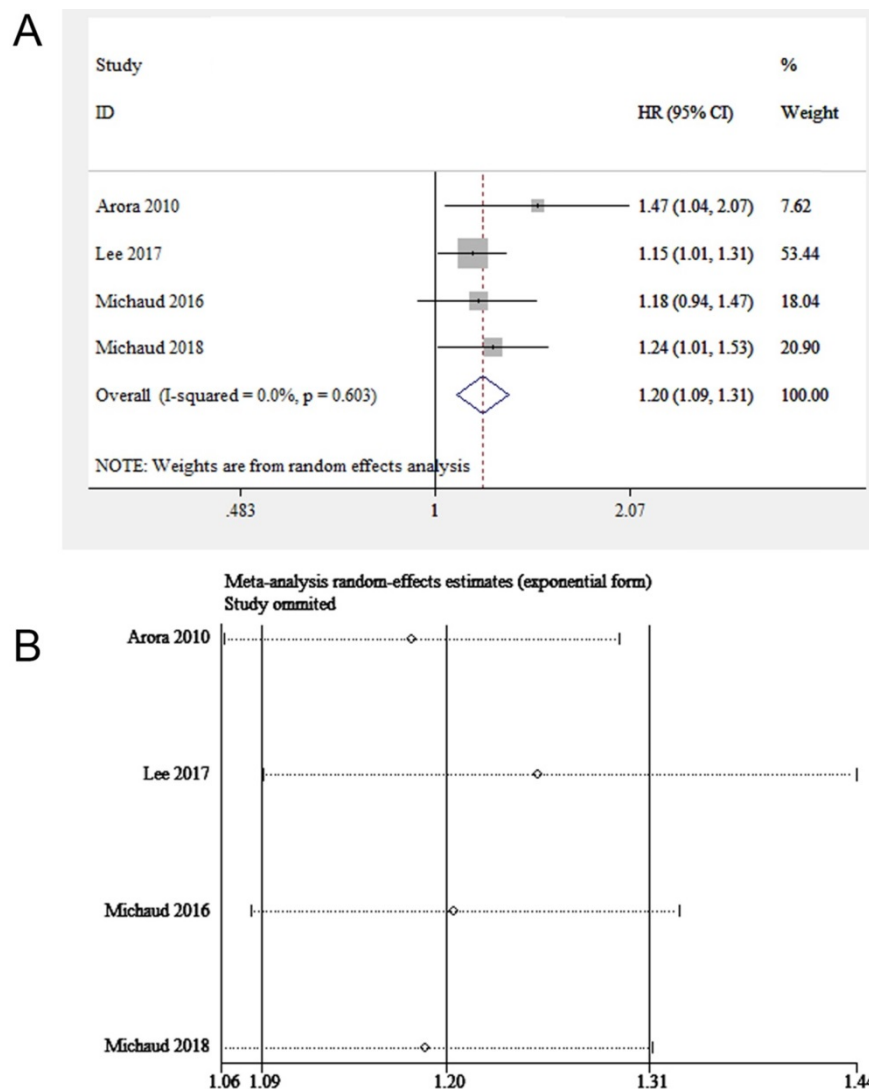 A
Study %
ID HR (95% CI) Weight
Arora 2010 1.47 (1.04, 2.07) 7.62
Lee 2017 1.15 (1.01, 1.31) 53.44
Michaud 2016 1.18 (0.94, 1.47) 18.04
Michaud 2018 1.24 (1.01, 1.53) 20.90
Overall (I-squared = 0.0%, p = 0.603) 1.20 (1.09, 1.31) 100.00
NOTE: Weights are from random effects analysis
.483 1 2.07
Meta-analysis random-effects estimates (exponential form)
Study ommited
B
Arora 2010
Lee 2017
Michaud 2016
Michaud 2018
1.06 1.09 1.20 1.31 1.44